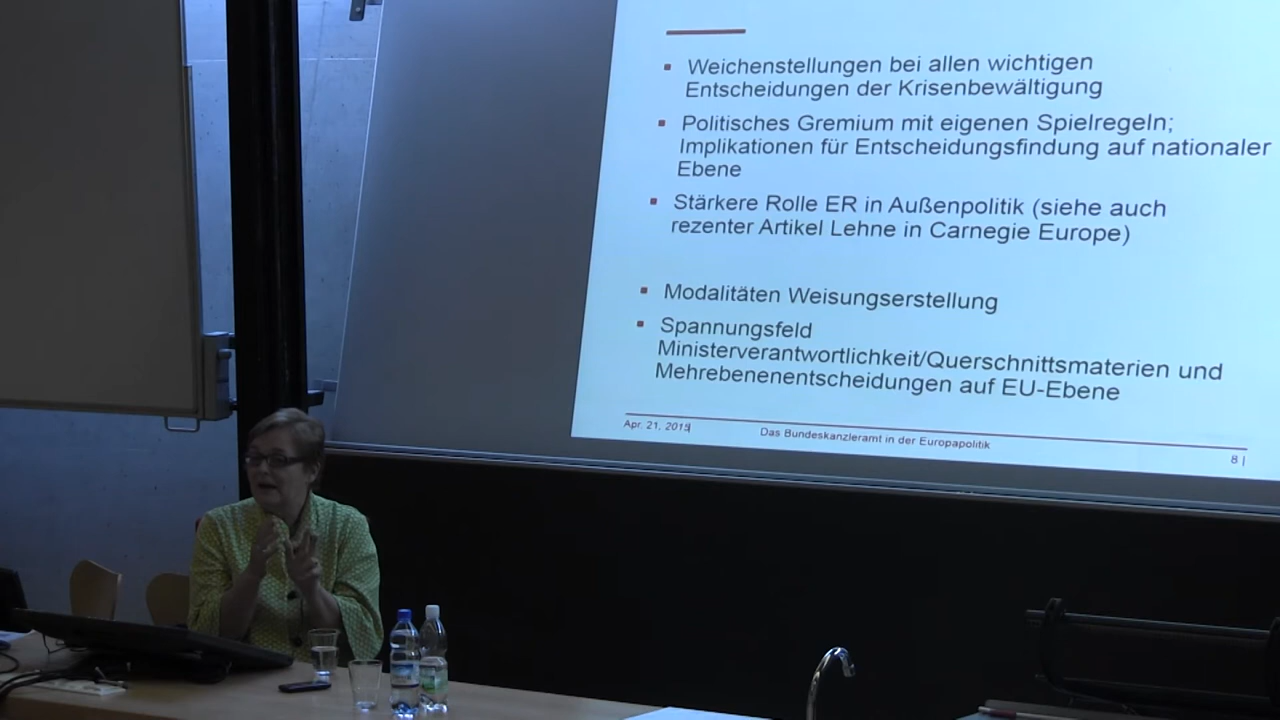 Weichenstellungen bei allen wichtigen
Entscheidungen der Krisenbewältigung
Politisches Gremium mit eigenen Spielregeln;
Implikationen für Entscheidungsfindung auf nationaler
Ebene
Stärkere Rolle ER in Außenpolitik (siehe auch
rezenter Artikel Lehne in Carnegie Europe)
Modalitäten Weisungserstellung
Spannungsfeld
Ministerverantwortlichkeit/Querschnittsmaterien und
Mehrebenenentscheidungen auf EU-Ebene
Apr. 21, 2015|
Das Bundeskanzleramt in der Europapolitik
8 |